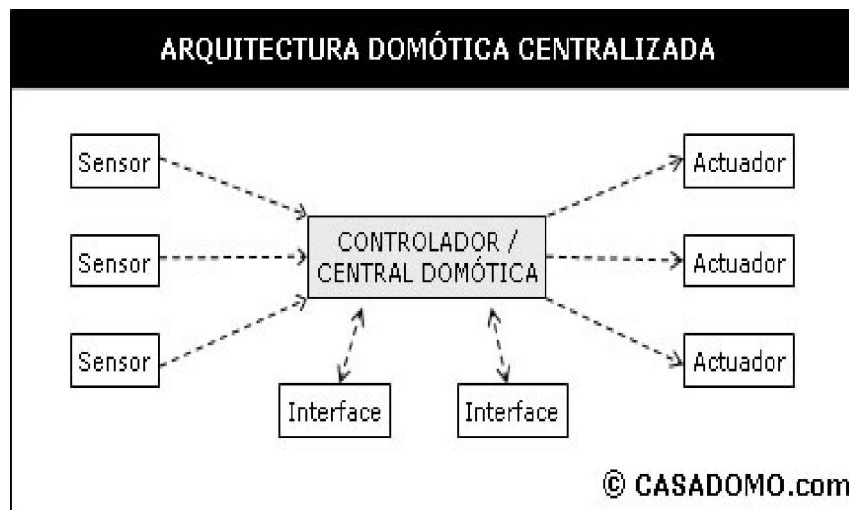 ARQUITECTURA DOMÓTICA CENTRALIZADA
Sensor
Actuador
CONTROLADOR /
CENTRAL DOMÓTICA
Sensor
Actuador
Sensor
Actuador
Interface
Interface
© CASADOMO.com